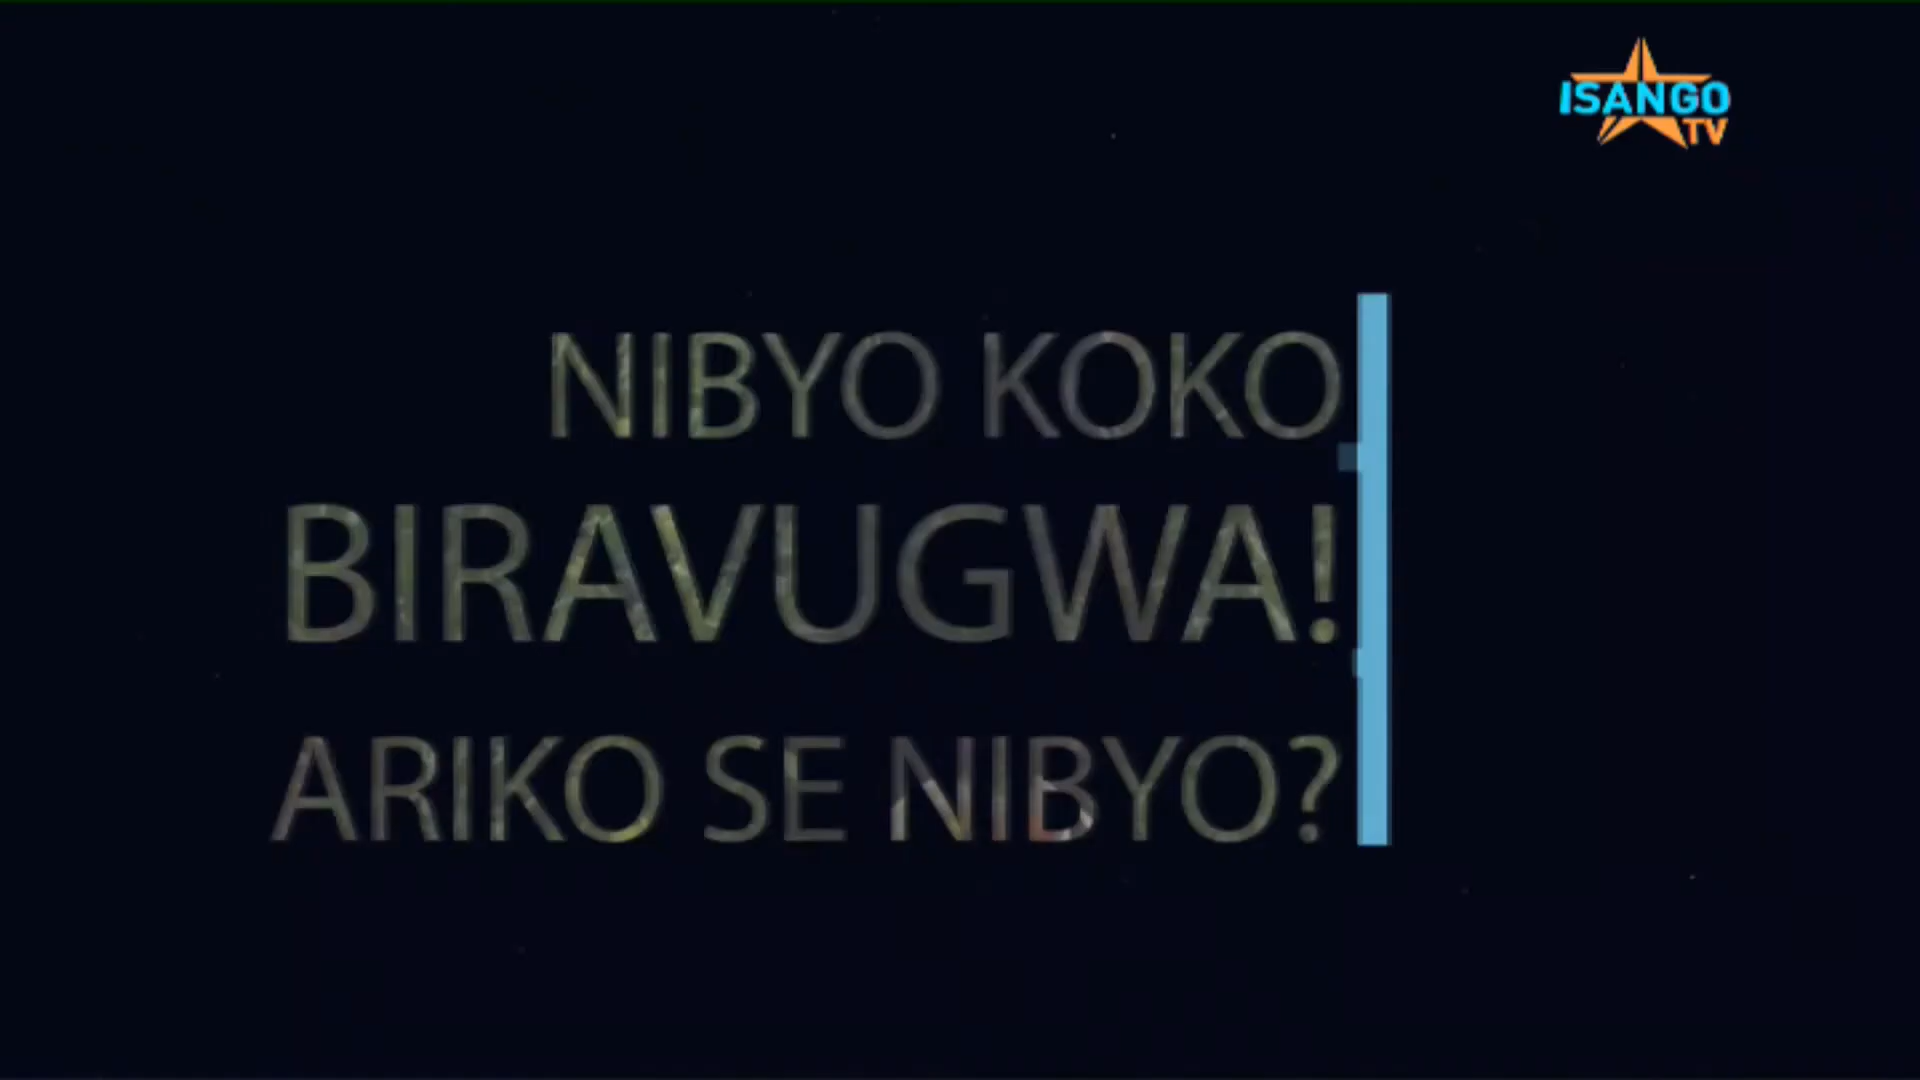 ISANGO
TV
NIBYO KOKO
BIRAVUGWA!
ARIKO SE NIBYO?